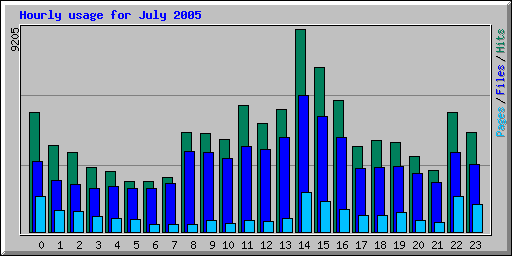 Hourly usage for July 2005
9205
Pages / Files / Hits
0 1 2 3 4 5 6 7 8 9 10 11 12 13 14 15 16 17 18 19 20 21 22 23